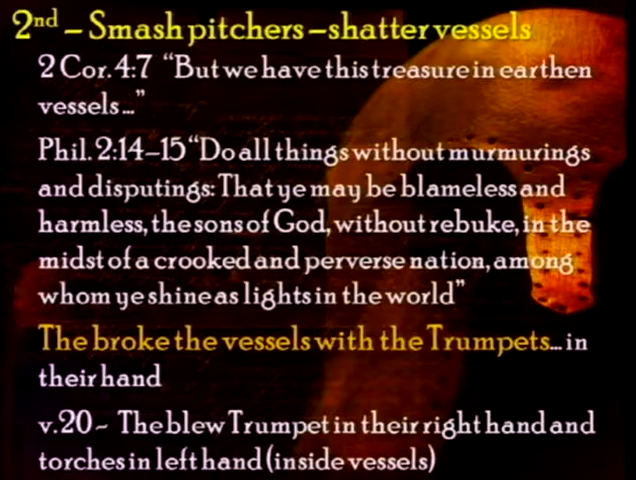 2nd – Smash pitchers – shatter vessels
2 Cor. 4:7 “But we have this treasure in earthen
vessels…”
Phil. 2:14–15 “Do all things without murmurings
and disputings: That ye may be blameless and
harmless, the sons of God, without rebuke, in the
midst of a crooked and perverse nation, among
whom ye shine as lights in the world”
The broke the vessels with the Trumpets… in
their hand
v.20~ The blew Trumpet in their right hand and
torches in left hand (inside vessels)